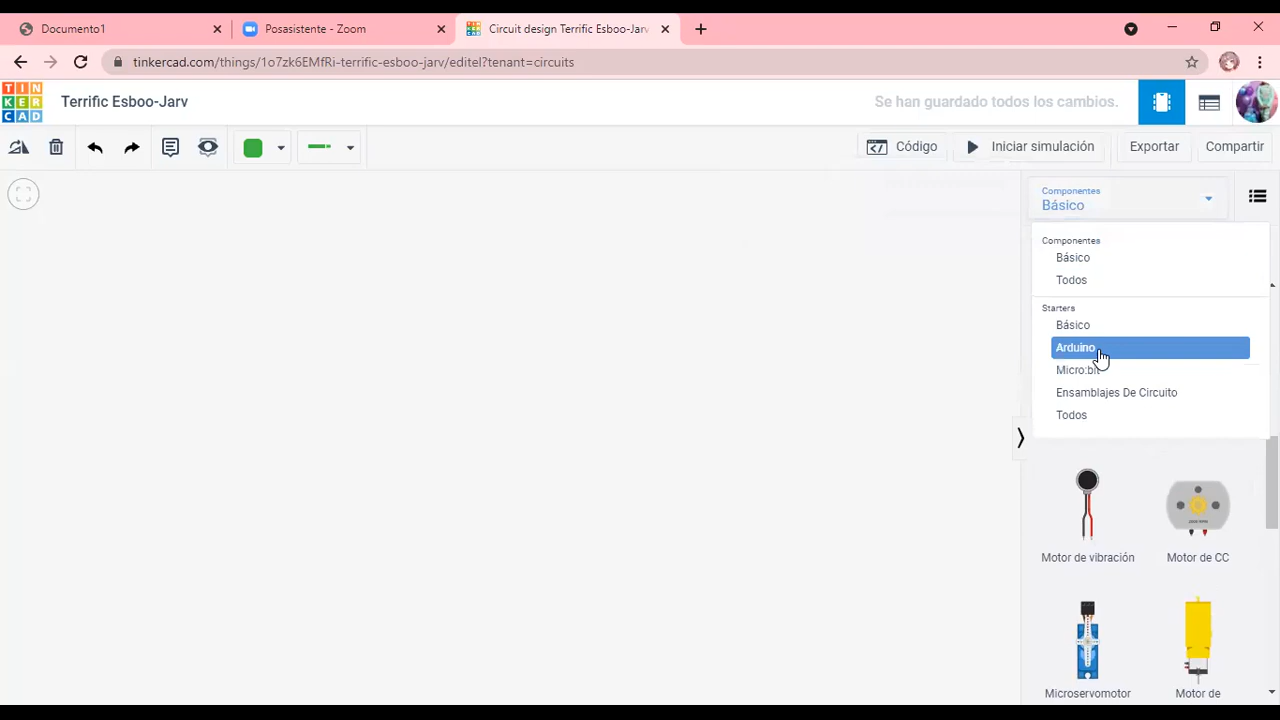 Documento1
Posasistente - Zoom
Circuit design Terrific Esboo-Jarv
tinkercad.com/things/1o7zk6EMfRi-terrific-esboo-jarv/editel?tenant=circuits
TIN
KER
CAD
Terrific Esboo-Jarv
Se han guardado todos los cambios.
Código
Iniciar simulación
Exportar
Compartir
Componentes
Básico
Componentes
Básico
Todos
Starters
Básico
Arduino
Micro:bit
Ensamblajes De Circuito
Todos
Motor de vibración
Motor de CC
Microservomotor
Motor de